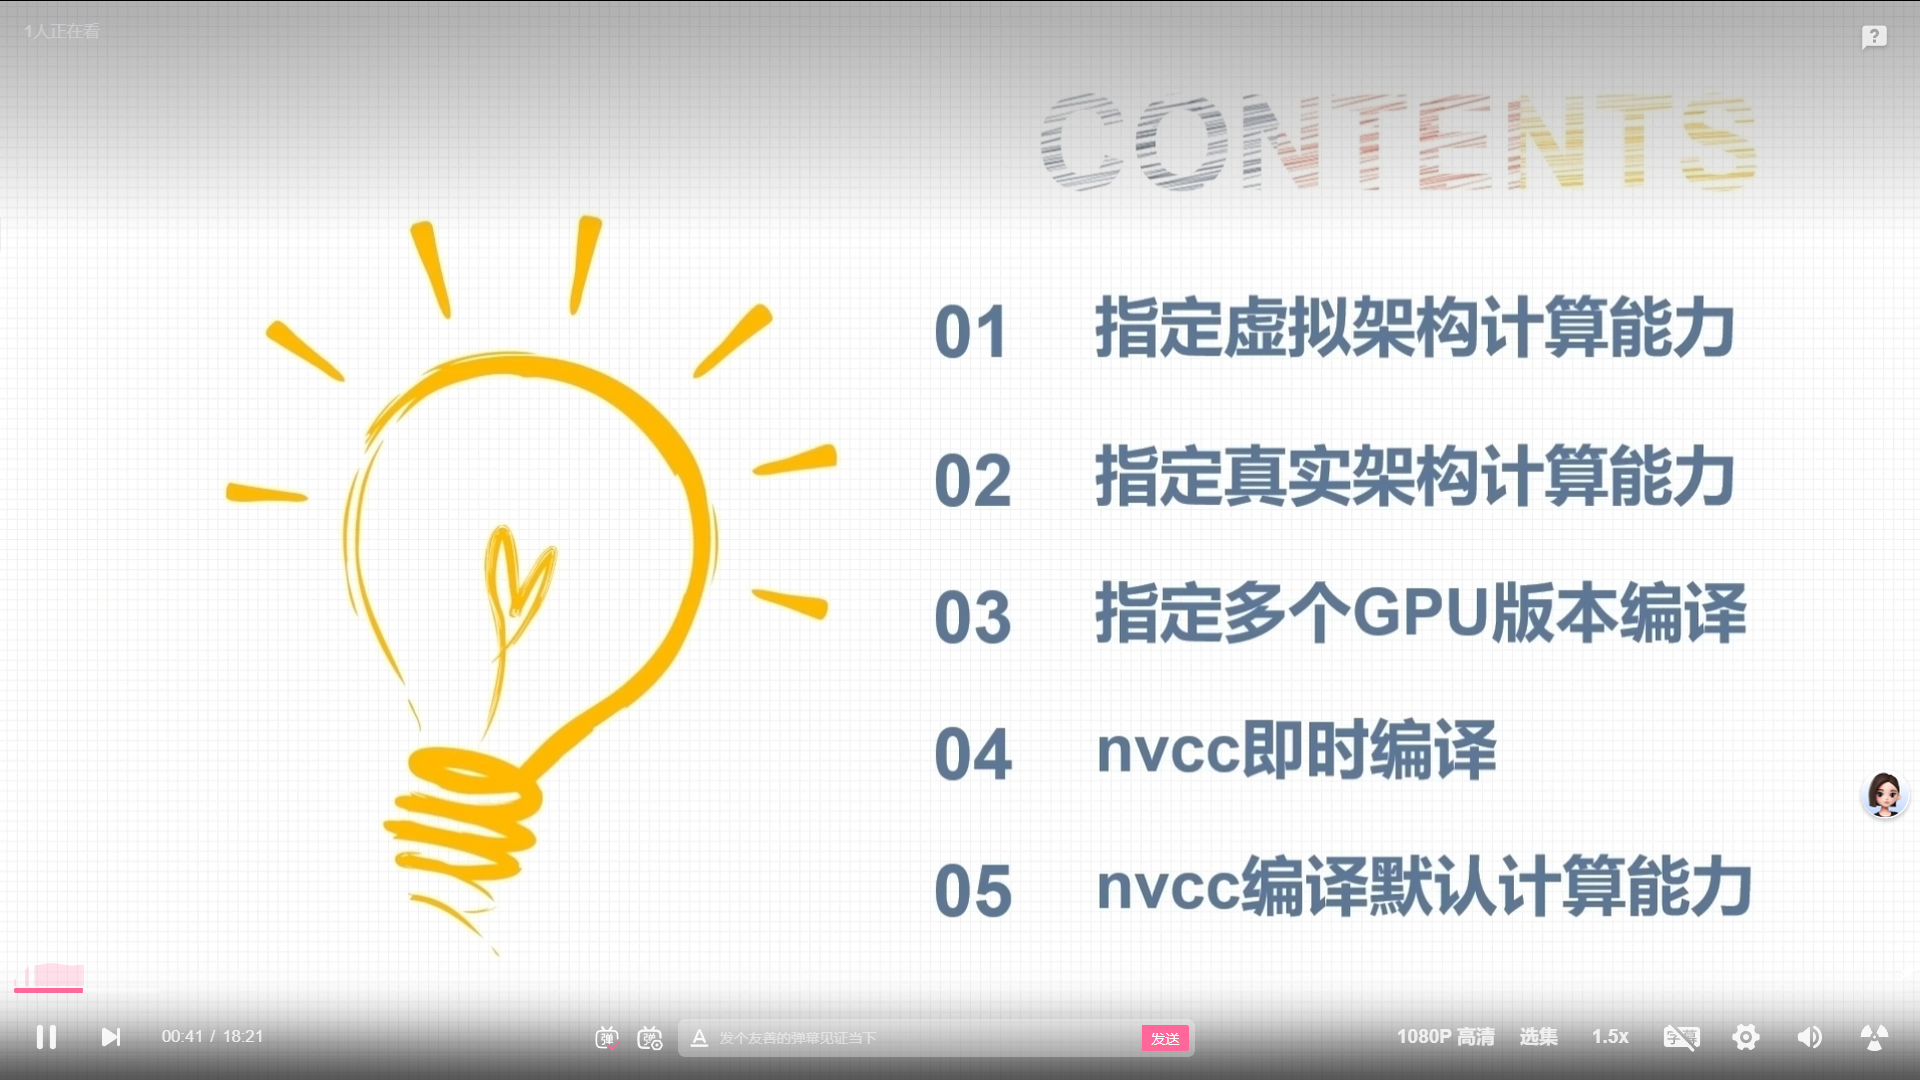 1人正在看
CONTENTS
01 指定虚拟架构计算能力
02 指定真实架构计算能力
03 指定多个GPU版本编译
04 nvcc即时编译
05 nvcc编译默认计算能力
00:41 / 18:21
弹
弹
A 发个友善的弹幕见证当下
发送
1080P 高清
选集
1.5x
字幕